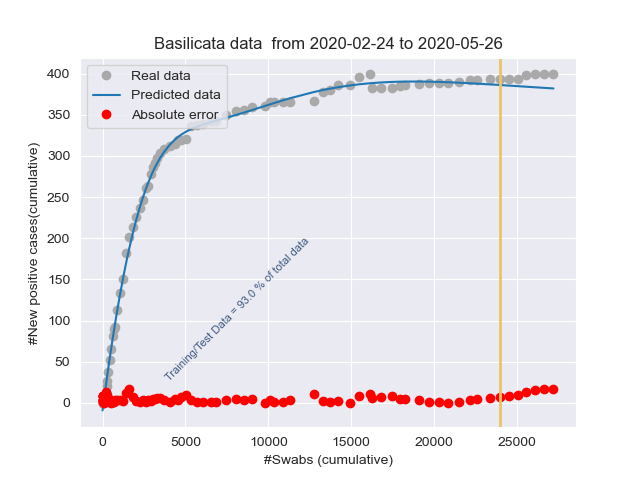 Basilicata data from 2020-02-24 to 2020-05-26
Real data
Predicted data
Absolute error
400
350
300
250
200
150
100
50
0
#New positive cases(cumulative)
Training/Test Data = 93.0 % of total data
0
5000
10000
15000
20000
25000
#Swabs (cumulative)